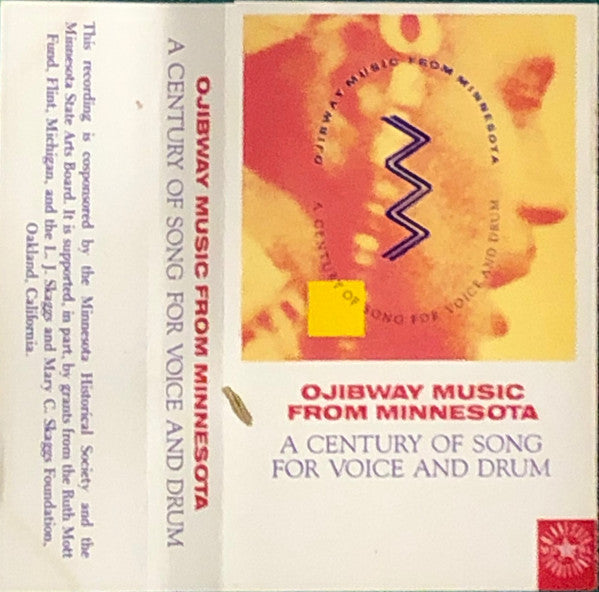 This recording is cosponsored by the Minnesota Historical Society and the
Minnesota State Arts Board. It is supported, in part, by grants from the Ruth Mott
Fund, Flint, Michigan, and the L. J. Skaggs and Mary C. Skaggs Foundation,
Oakland, California.
OJIBWAY MUSIC FROM MINNESOTA
A CENTURY OF SONG FOR VOICE AND DRUM
OJIBWAY MUSIC FROM MINNESOTA
A CENTURY OF SONG FOR VOICE AND DRUM
OJIBWAY MUSIC
FROM MINNESOTA
A CENTURY OF SONG
FOR VOICE AND DRUM